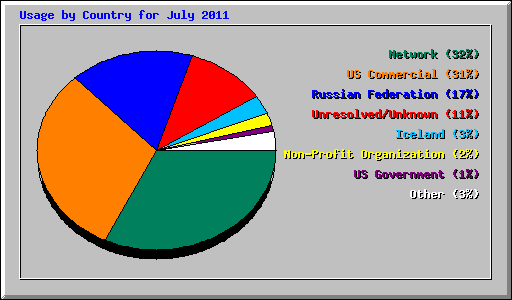 Usage by Country for July 2011
Network (32%)
US Commercial (31%)
Russian Federation (17%)
Unresolved/Unknown (11%)
Iceland (3%)
Non-Profit Organization (2%)
US Government (1%)
Other (3%)